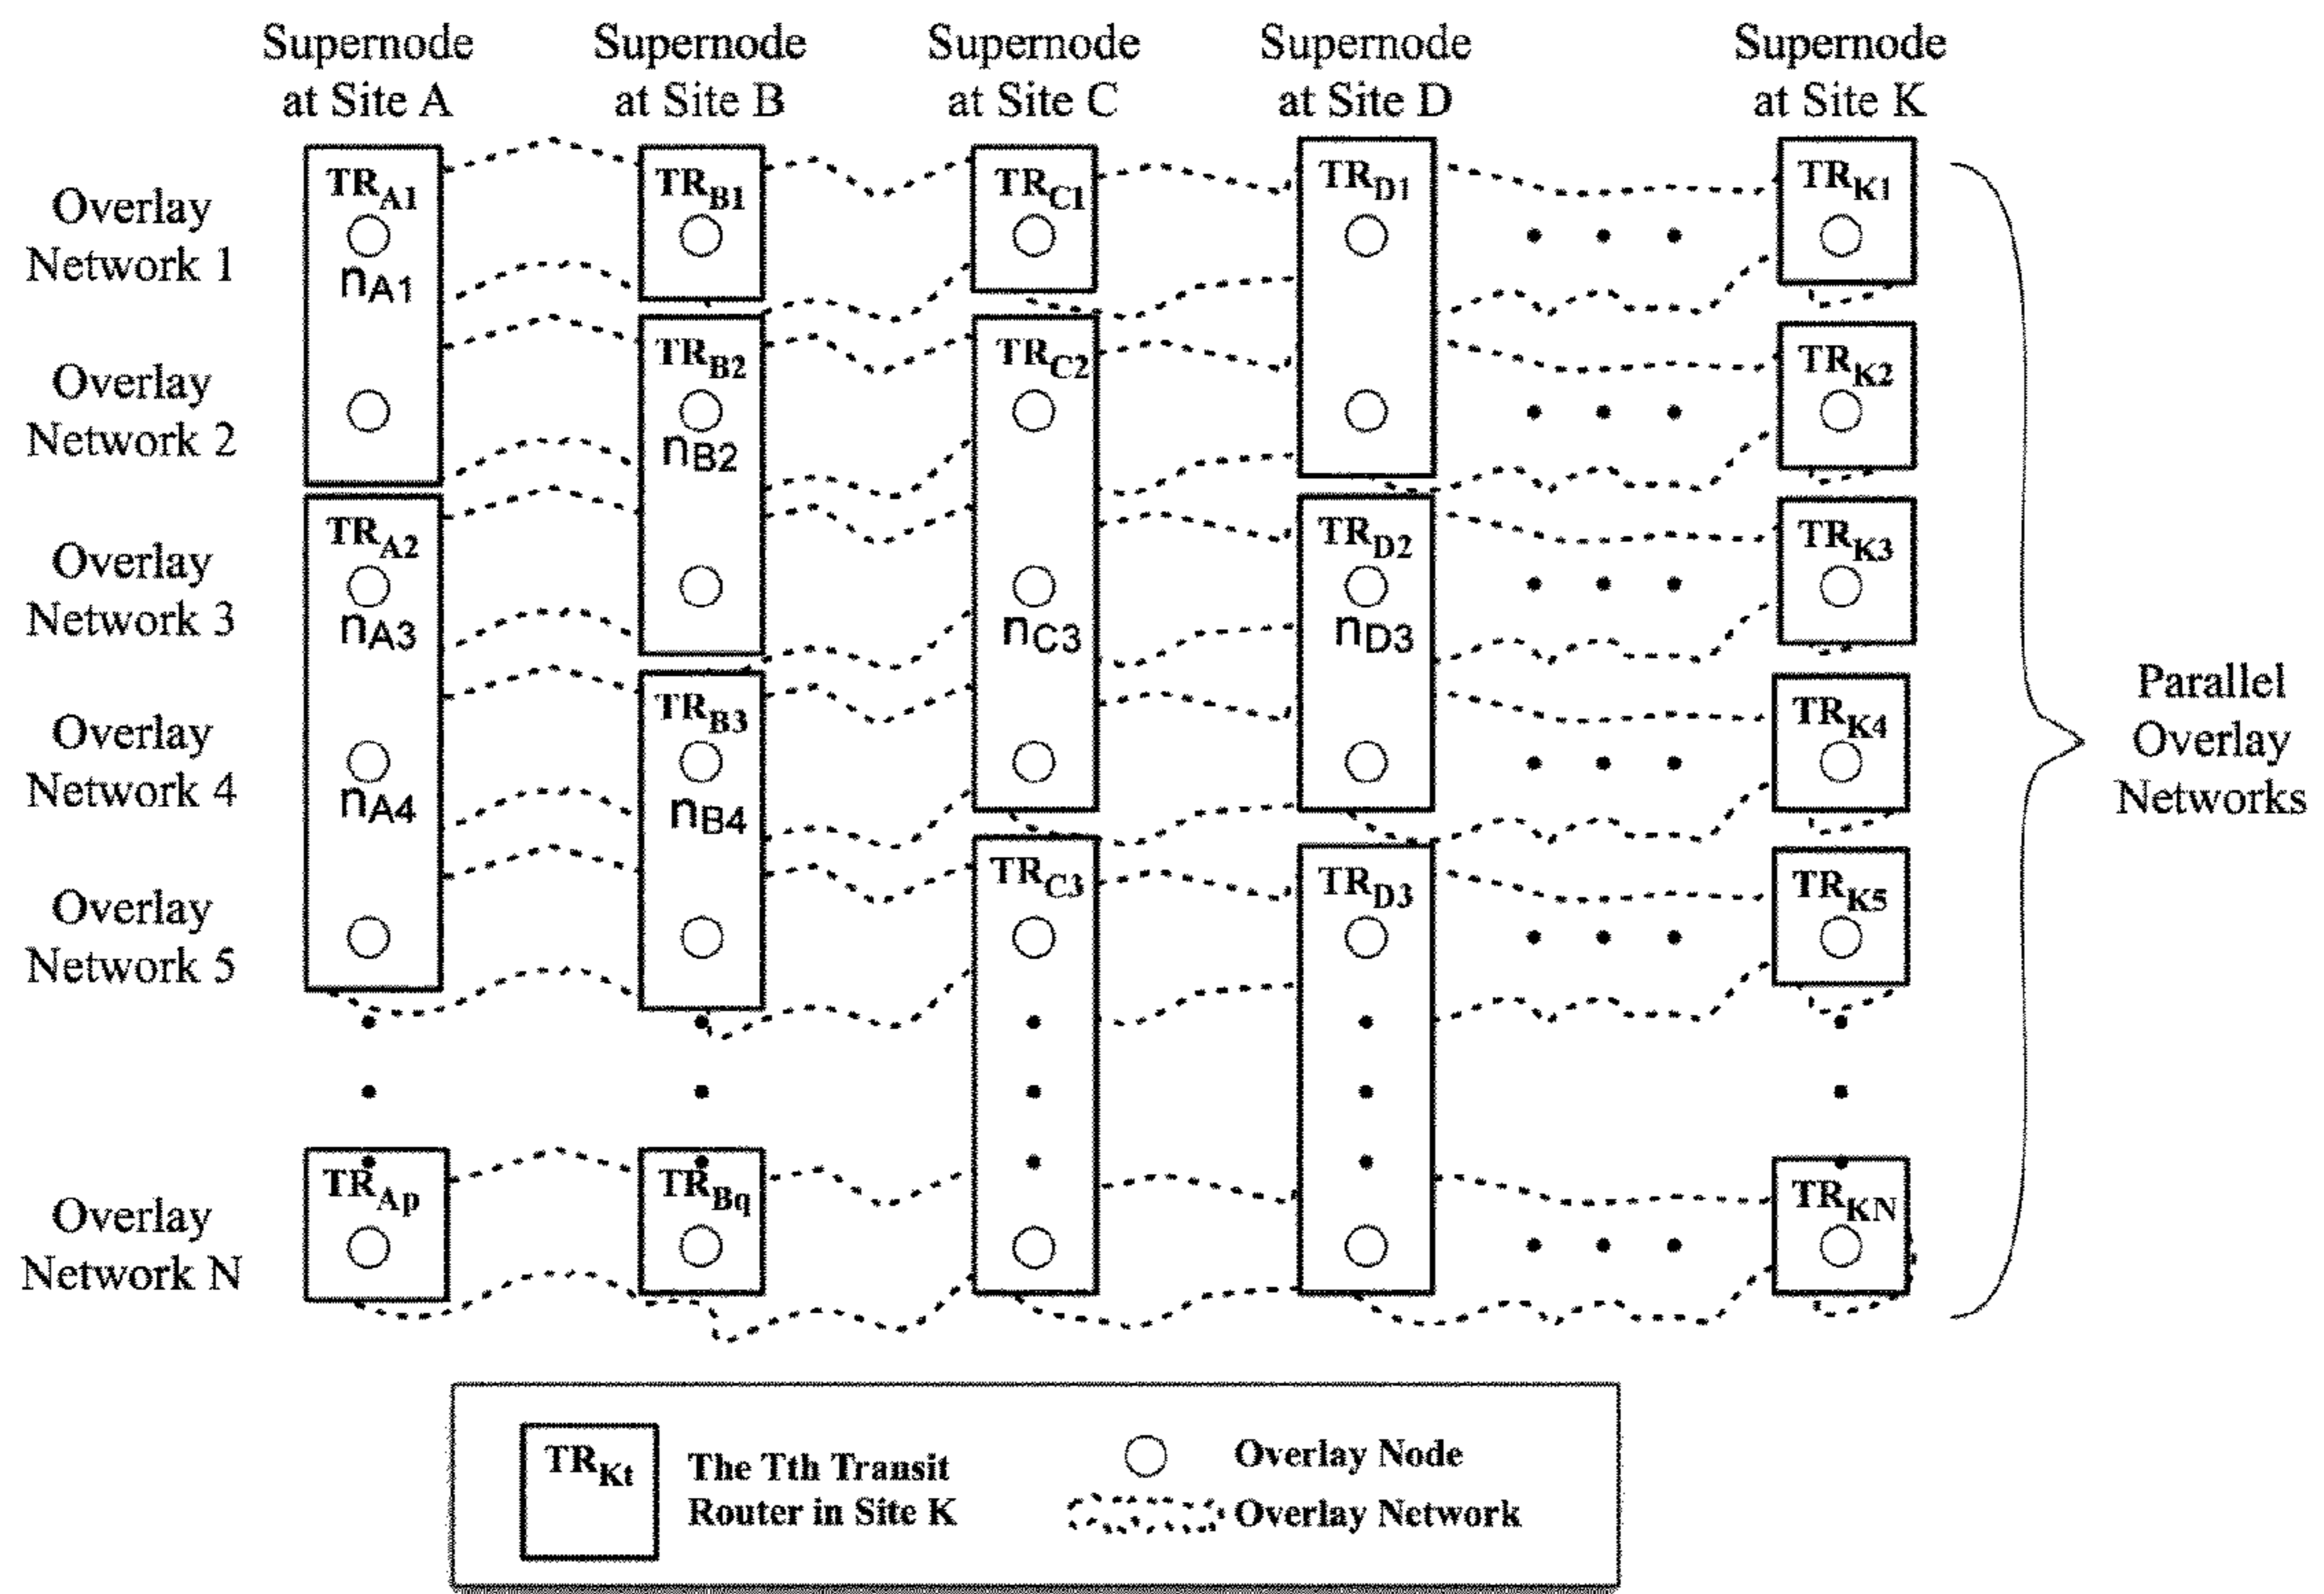 Supernode at Site A
Supernode at Site B
Supernode at Site C
Supernode at Site D
Supernode at Site K
Overlay Network 1
TRA1
nA1
TRB1
TRC1
TRD1
TRK1
Overlay Network 2
TRB2
nB2
TRC2
TRK2
Overlay Network 3
TRA2
nA3
nC3
TRD2
nD3
TRK3
Overlay Network 4
nA4
TRB3
nB4
TRK4
Parallel Overlay Networks
Overlay Network 5
TRC3
TRD3
TRK5
Overlay Network N
TRAp
TRBq
TRKN
TRKt
The Tth Transit Router in Site K
Overlay Node
Overlay Network